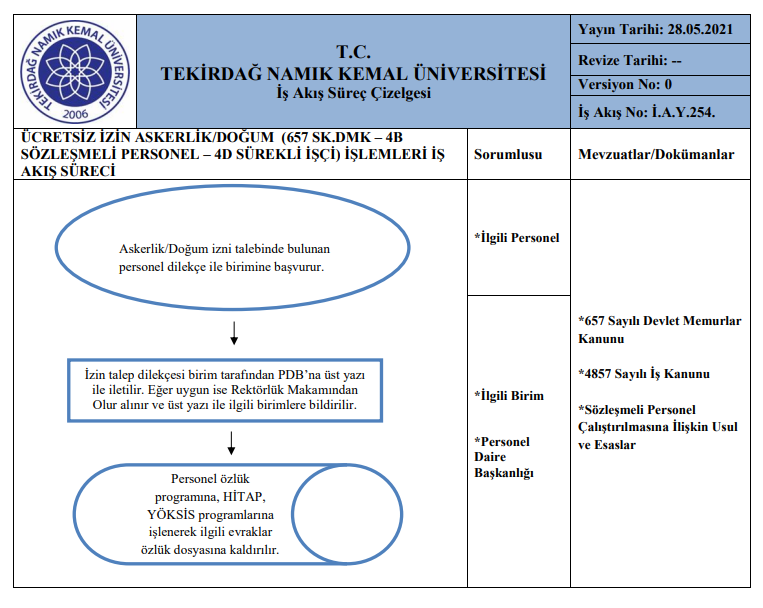 TEKİRDAĞ NAMIK KEMAL ÜNİVERSİTESİ
2006
T.C.
TEKİRDAĞ NAMIK KEMAL ÜNİVERSİTESİ
İş Akış Süreç Çizelgesi
Yayın Tarihi: 28.05.2021
Revize Tarihi: --
Versiyon No: 0
İş Akış No: İ.A.Y.254.
ÜCRETSİZ İZİN ASKERLİK/DOĞUM (657 SK.DMK – 4B
SÖZLEŞMELİ PERSONEL – 4D SÜREKLİ İŞÇİ) İŞLEMLERİ İŞ
AKIŞ SÜRECİ
Sorumlusu
Mevzuatlar/Dokümanlar
Askerlik/Doğum izni talebinde bulunan
personel dilekçe ile birimine başvurur.
*İlgili Personel
İzin talep dilekçesi birim tarafından PDB’na üst yazı
ile iletilir. Eğer uygun ise Rektörlük Makamından
Olur alınır ve üst yazı ile ilgili birimlere bildirilir.
Personel özlük
programına, HİTAP,
YÖKSİS programlarına
işlenerek ilgili evraklar
özlük dosyasına kaldırılır.
*İlgili Birim
*Personel
Daire
Başkanlığı
*657 Sayılı Devlet Memurlar
Kanunu
*4857 Sayılı İş Kanunu
*Sözleşmeli Personel
Çalıştırılmasına İlişkin Usul
ve Esaslar